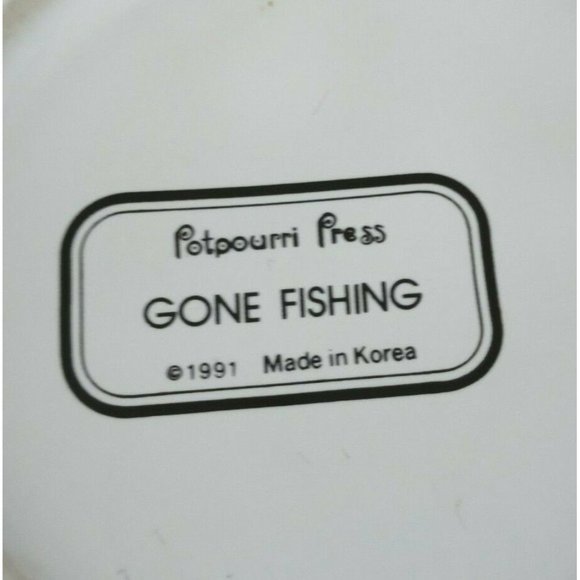 Potpourri Press
GONE FISHING
©1991 Made in Korea